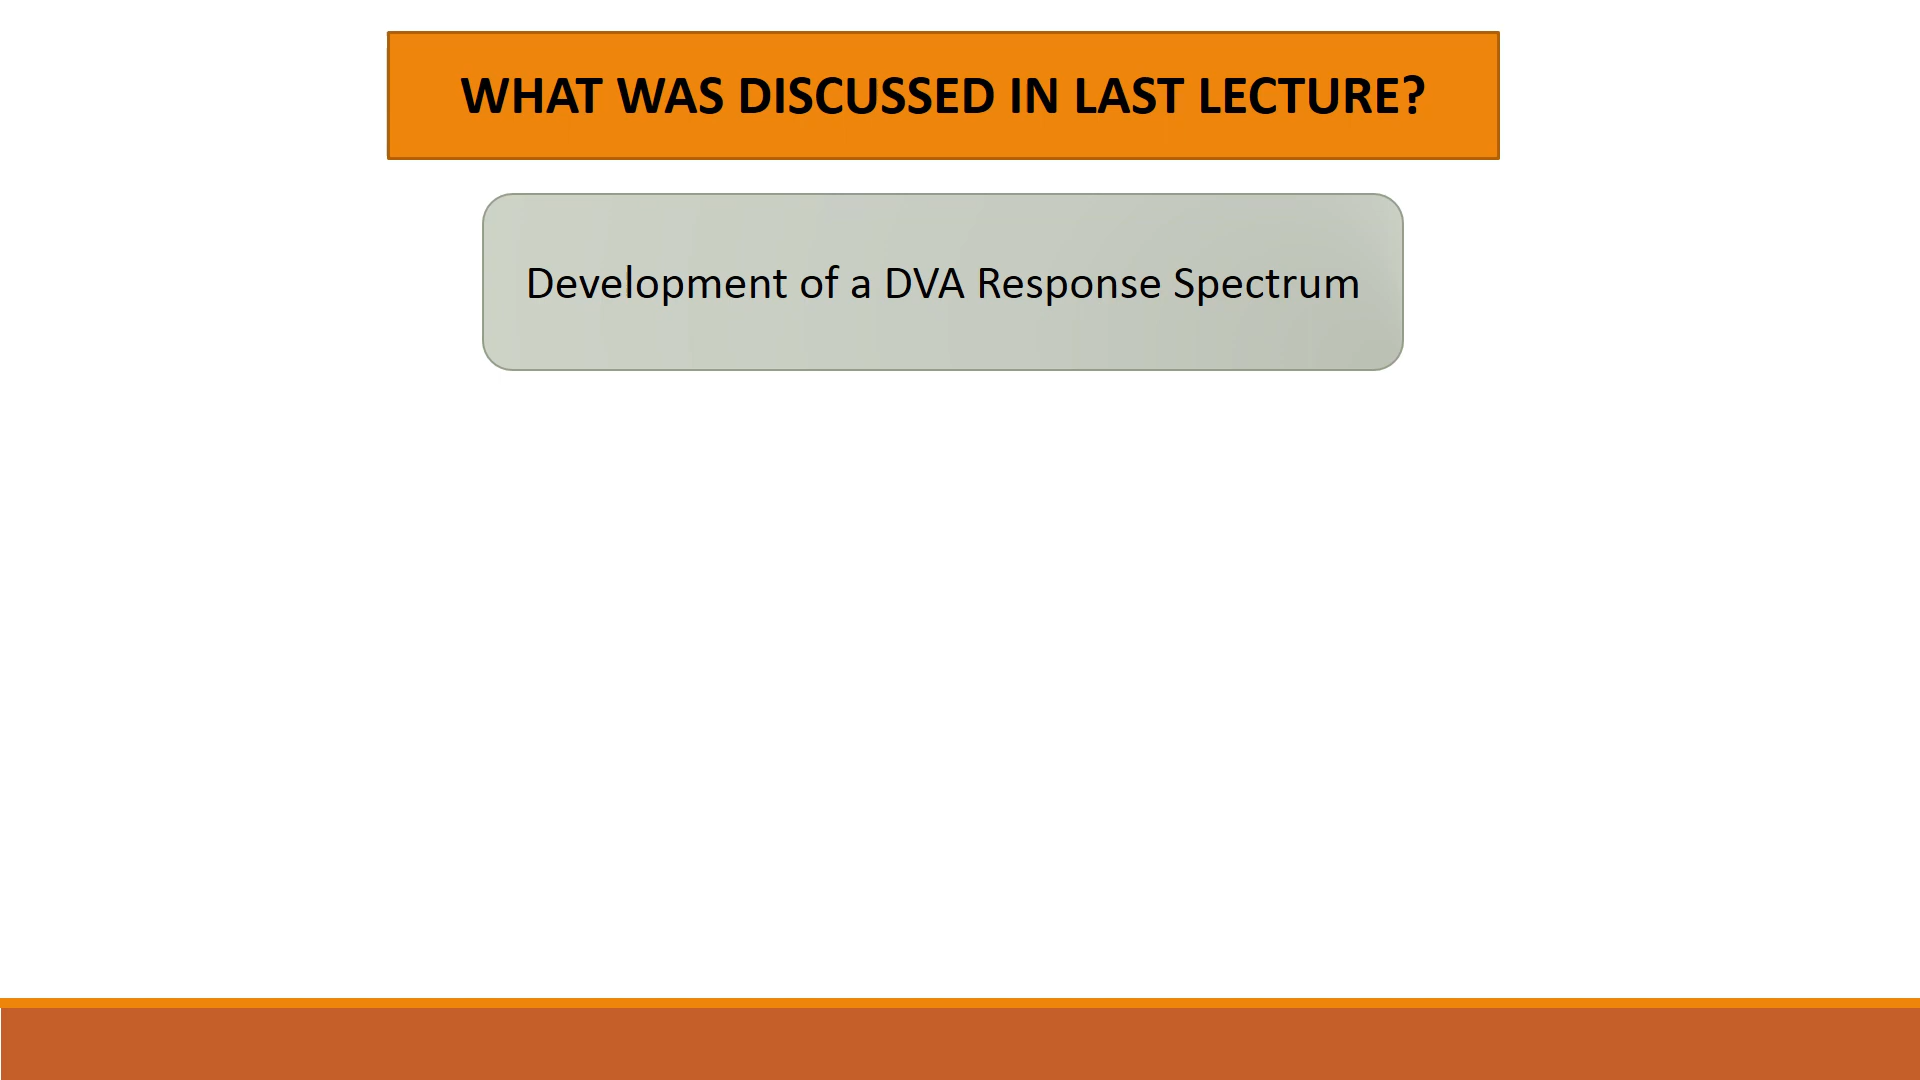 WHAT WAS DISCUSSED IN LAST LECTURE?
Development of a DVA Response Spectrum